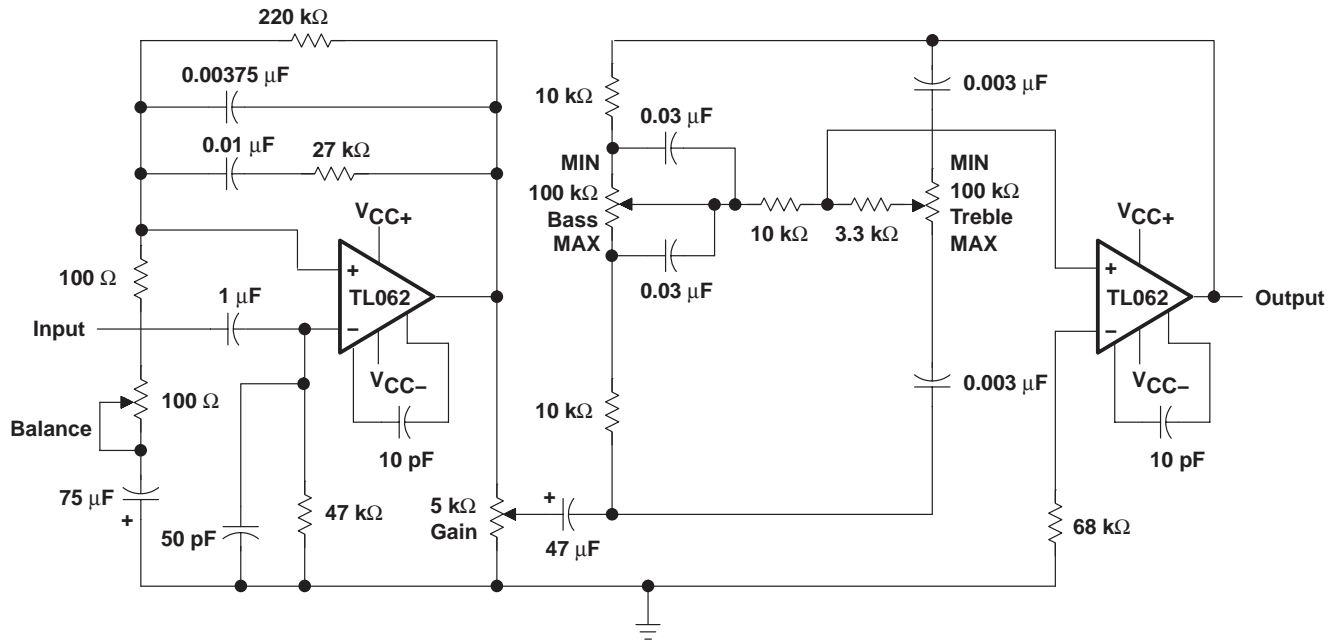 220 kΩ
0.00375 μF
0.01 μF
27 kΩ
100 Ω
1 μF
Input
VCC+
+
TL062
−
VCC−
10 pF
100 Ω
Balance
75 μF
+
50 pF
47 kΩ
5 kΩ
Gain
+
47 μF
10 kΩ
0.03 μF
MIN
100 kΩ
Bass
MAX
0.03 μF
10 kΩ
3.3 kΩ
10 kΩ
0.003 μF
MIN
100 kΩ
Treble
MAX
0.003 μF
VCC+
+
TL062
−
VCC−
10 pF
Output
68 kΩ